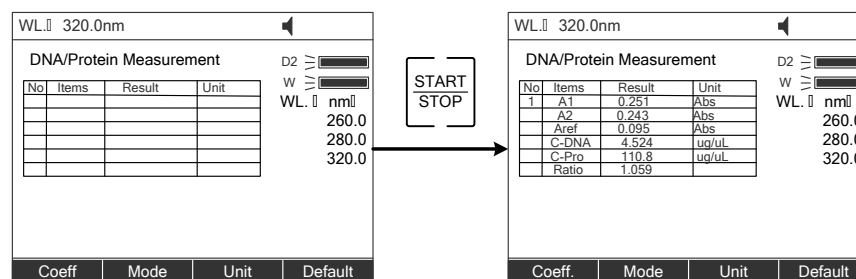 WL. 320.0nm
DNA/Protein Measurement
No Items Result Unit
D2
W
WL. nm
260.0
280.0
320.0
Coeff Mode Unit Default
START
STOP
WL. 320.0nm
DNA/Protein Measurement
No Items Result Unit
1 A1 0.251 Abs
A2 0.243 Abs
Aref 0.095 Abs
C-DNA 4.524 ug/uL
C-Pro 110.8 ug/uL
Ratio 1.059
D2
W
WL. nm
260.0
280.0
320.0
Coeff. Mode Unit Default